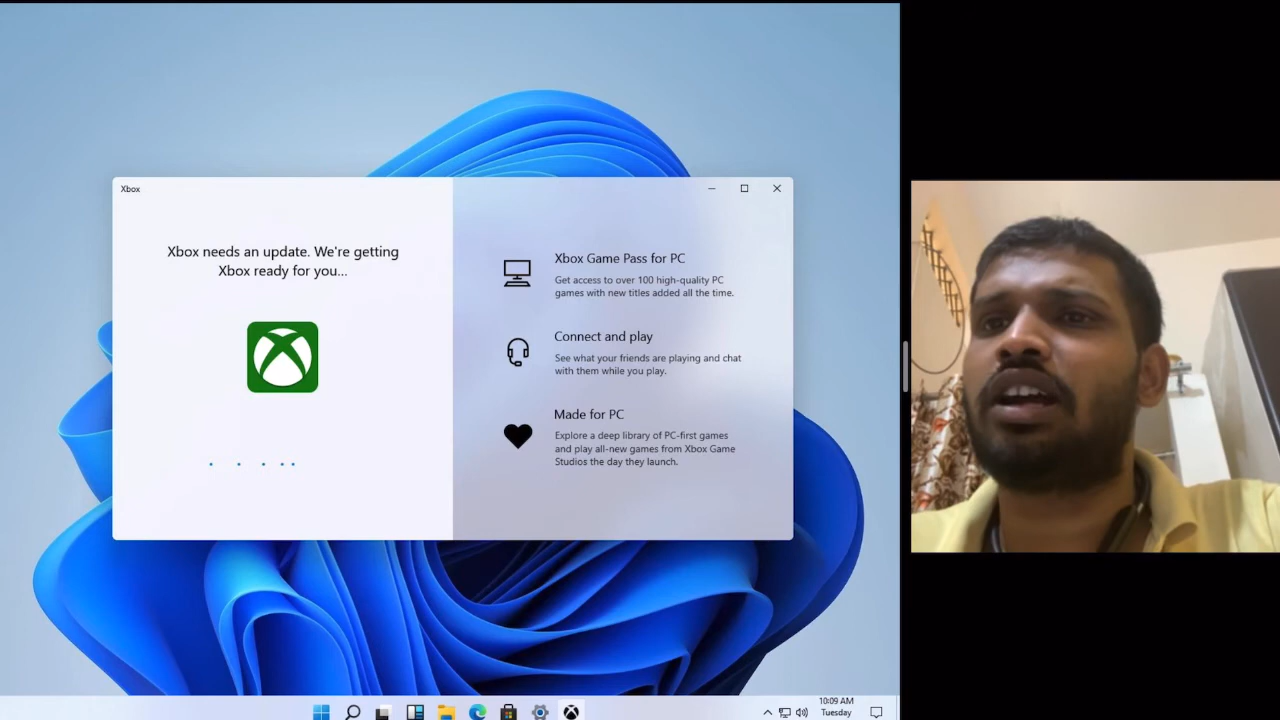 Xbox
Xbox needs an update. We're getting
Xbox ready for you...
Xbox Game Pass for PC
Get access to over 100 high-quality PC
games with new titles added all the time.
Connect and play
See what your friends are playing and chat
with them while you play.
Made for PC
Explore a deep library of PC-first games
and play all-new games from Xbox Game
Studios the day they launch.
10:09 AM
Tuesday